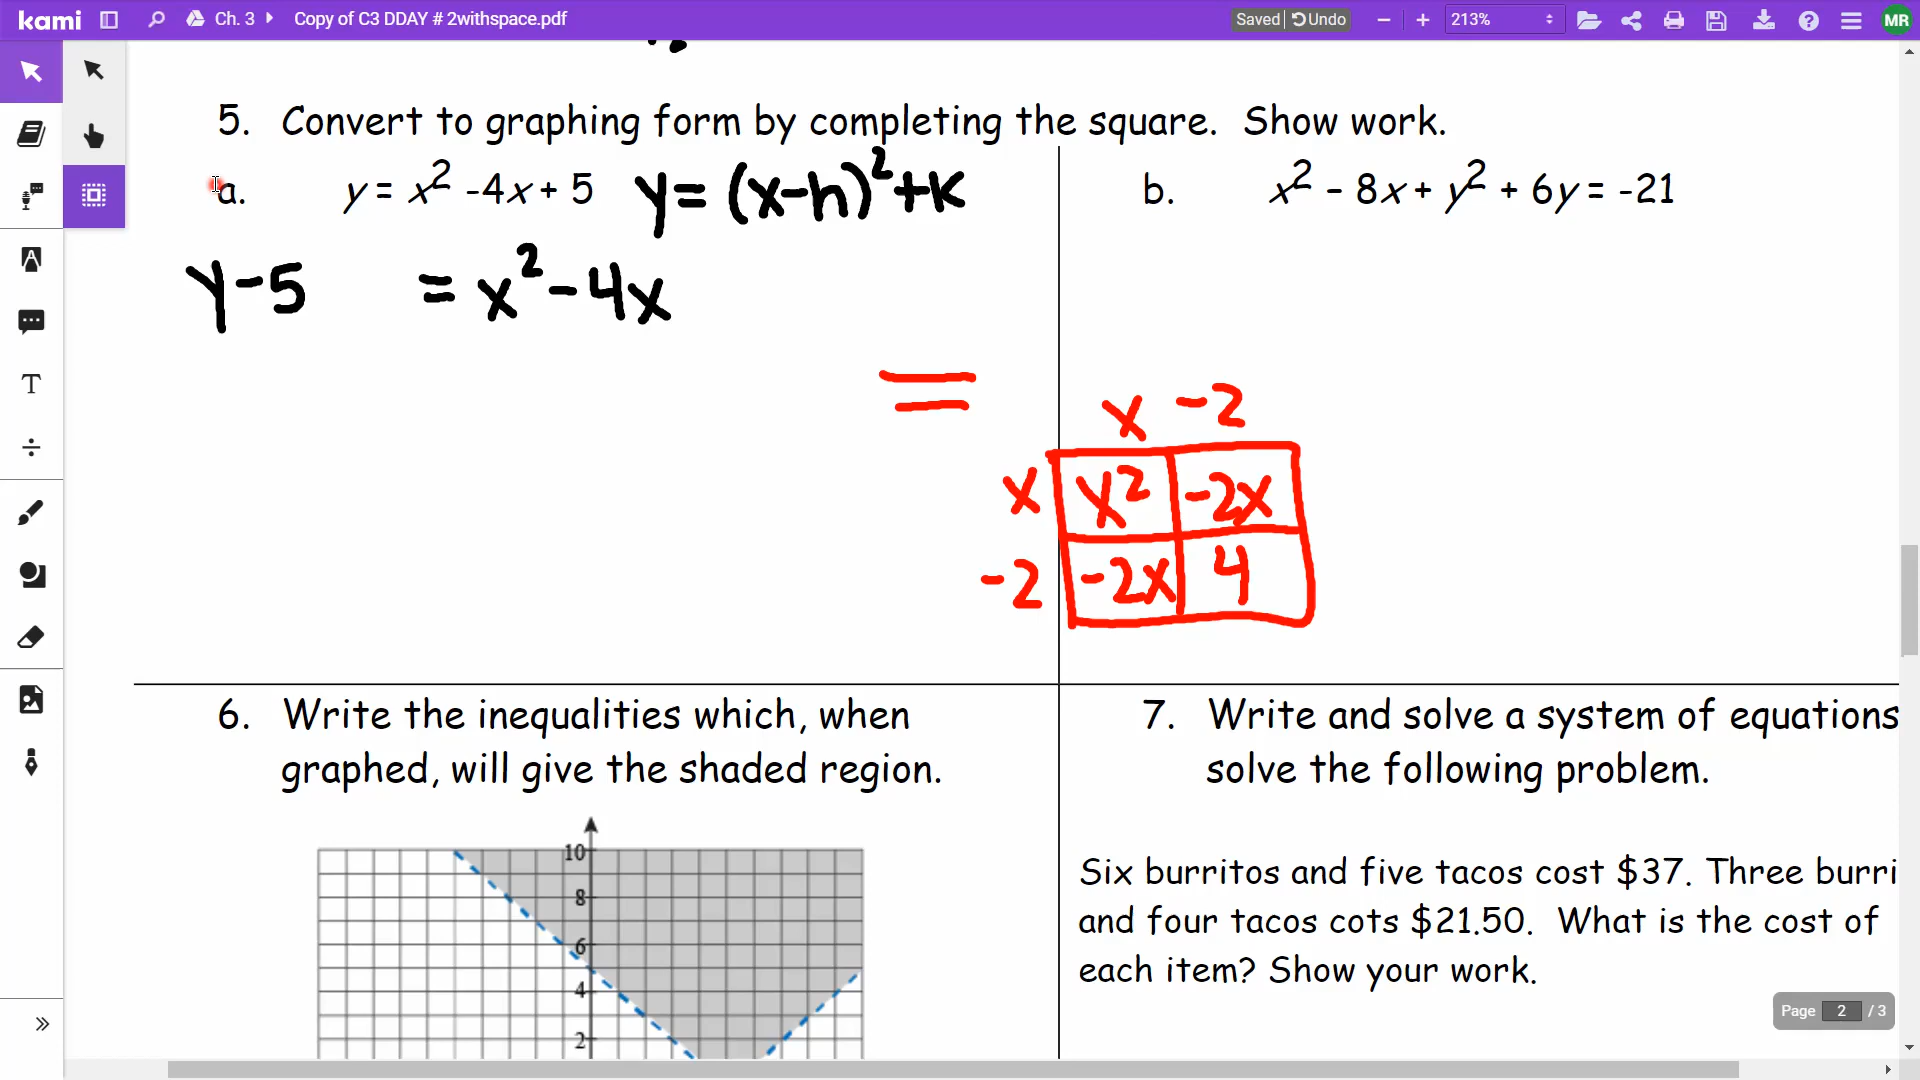 kami Ch. 3 Copy of C3 DDAY # 2withspace.pdf Saved Undo 213% MR
5. Convert to graphing form by completing the square. Show work.
a. y = x² -4x + 5 y = (x-h)² + k
y-5 = x² - 4x
=
x -2
x x² -2x
-2 -2x 4
b. x² - 8x + y² + 6y = -21
6. Write the inequalities which, when
graphed, will give the shaded region.
10
8
6
4
2
7. Write and solve a system of equations
solve the following problem.
Six burritos and five tacos cost $37. Three burri
and four tacos cots $21.50. What is the cost of
each item? Show your work.
Page 2 / 3